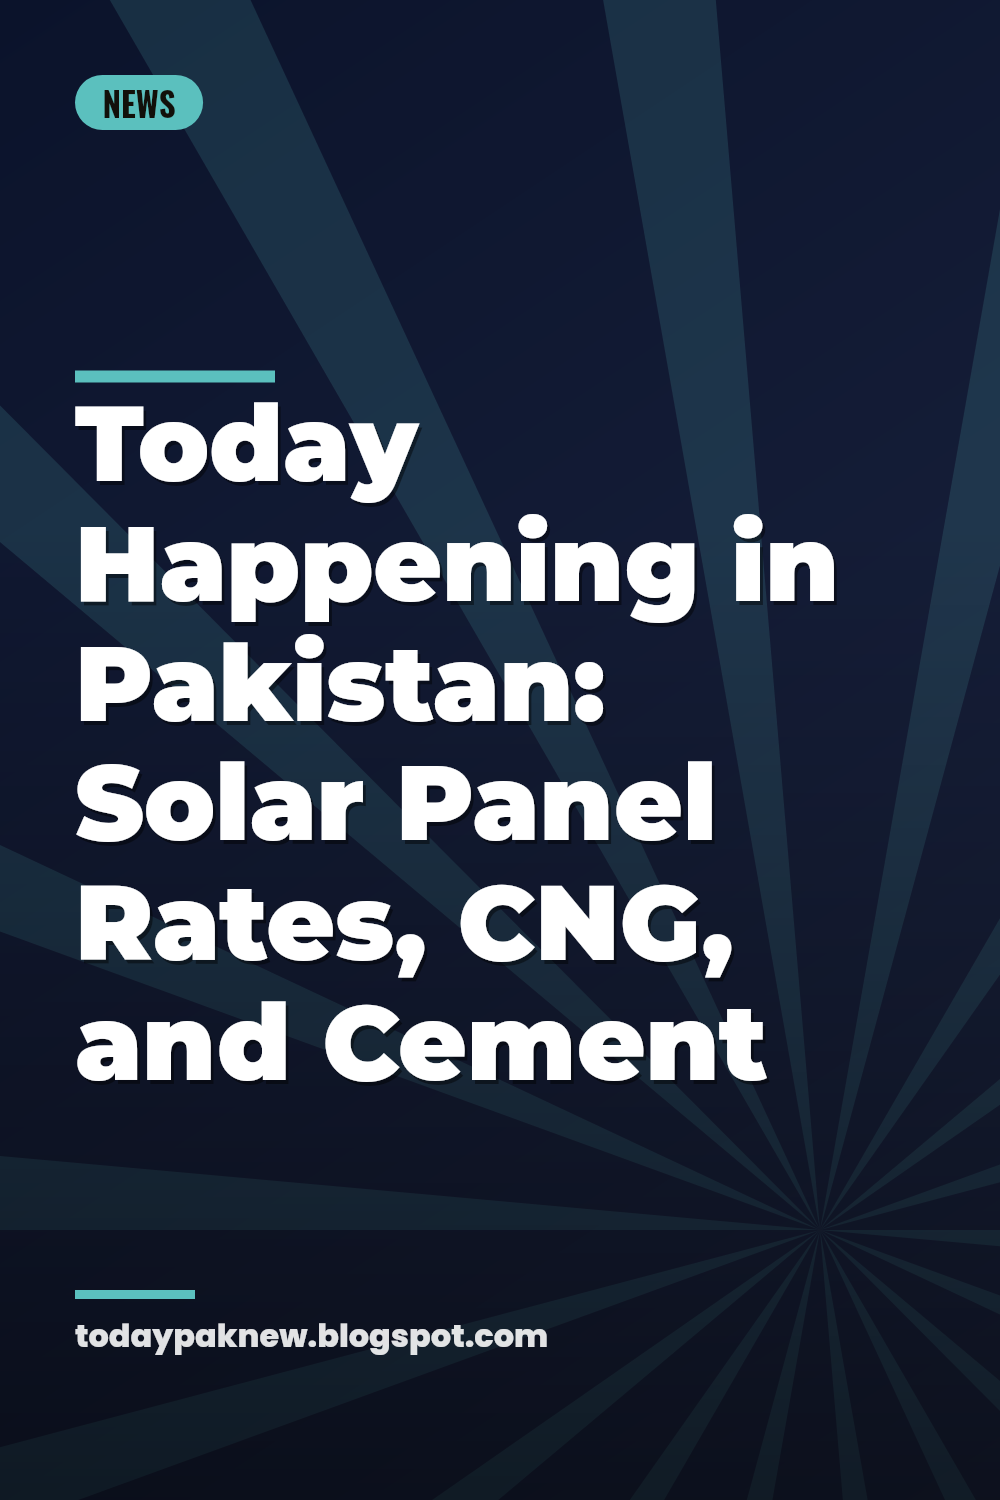 NEWS
Today
Happening in
Pakistan:
Solar Panel
Rates, CNG,
and Cement
todaypaknew.blogspot.com